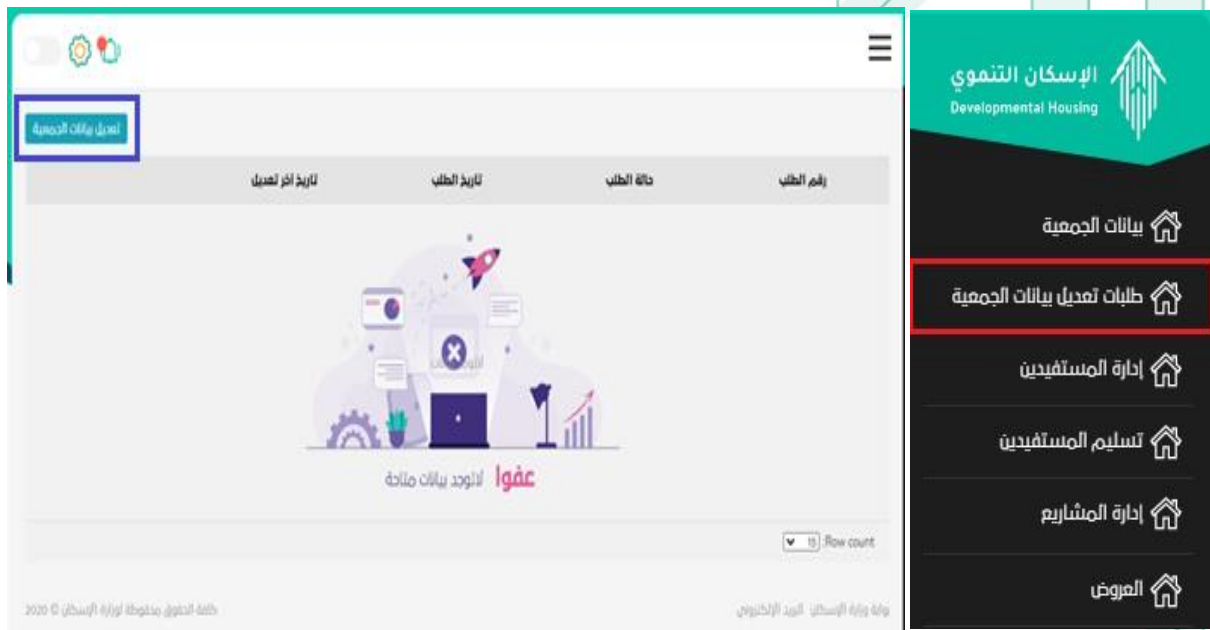 الإسكان التنموي
Developmental Housing
بيانات الجمعية
طلبات تعديل بيانات الجمعية
إدارة المستفيدين
تسليم المستفيدين
إدارة المشاريع
العروض
تعديل بيانات الجمعية
رقم الطلب حالة الطلب تاريخ الطلب تاريخ اخر تعديل
عفوا لاتوجد بيانات متاحة
Row count: 15
بوابة وزارة الإسكان البريد الإلكتروني
كافة الحقوق محفوظة لوزارة الإسكان © 2020